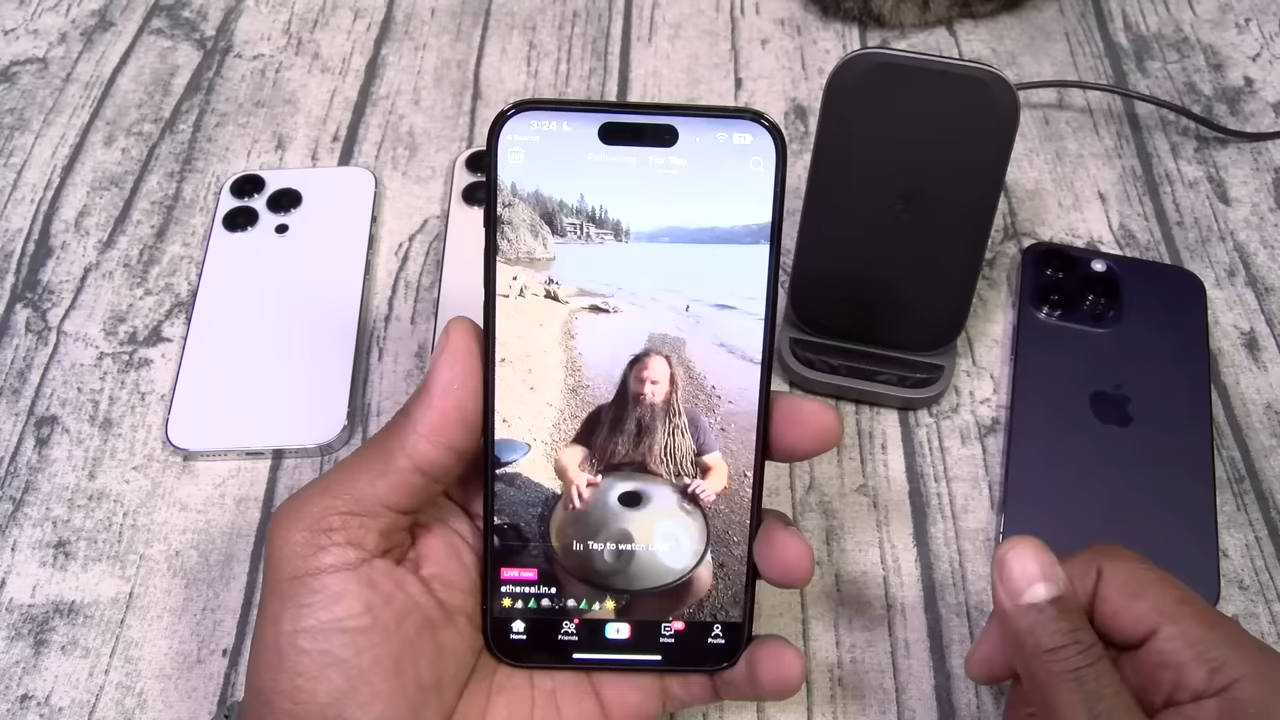 3:24
Search
71
LIVE
Following For You
Tap to watch LIVE
LIVE now
ethereal.in.e
Home
Friends
Inbox
Profile